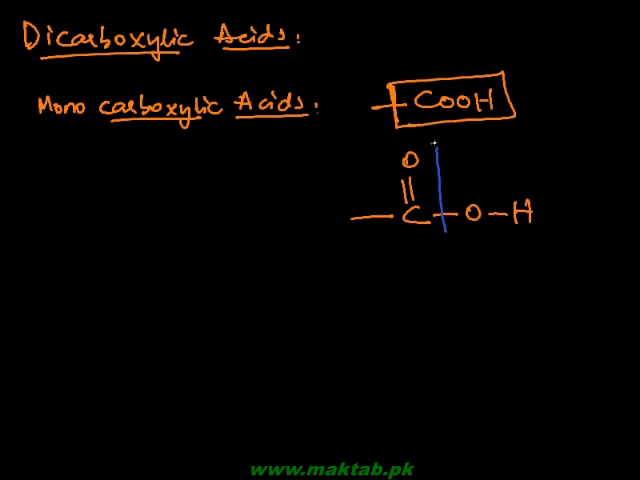 Dicarboxylic Acids:
Mono carboxylic Acids:
COOH
O
C - O - H
www.maktab.pk